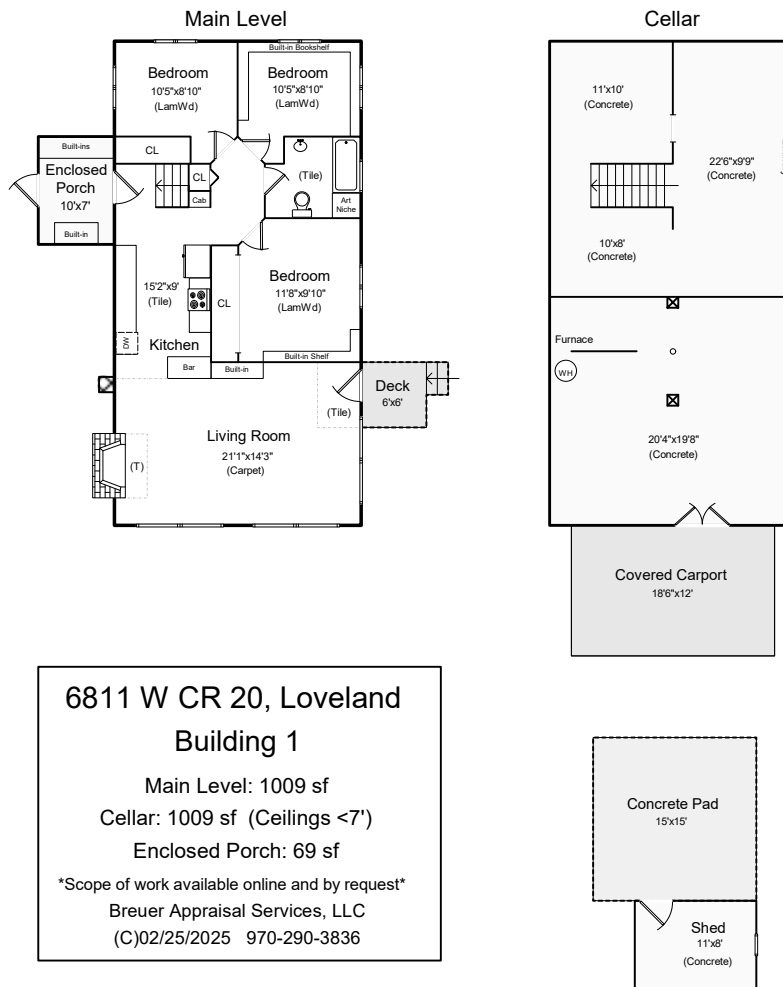 Main Level
Cellar
Built-in Bookshelf
Bedroom
10'5"x8'10"
(LamWd)
Bedroom
10'5"x8'10"
(LamWd)
11'x10'
(Concrete)
22'6"x9'9"
(Concrete)
Built-ins
Enclosed
Porch
10'x7'
Built-in
CL
CL
Cab
(Tile)
Art
Niche
10'x8'
(Concrete)
15'2"x9'
(Tile)
Kitchen
DW
CL
Bedroom
11'8"x9'10"
(LamWd)
Built-in Shelf
Bar
Built-in
Furnace
WH
Deck
6'x6'
(Tile)
Living Room
21'1"x14'3"
(Carpet)
(T)
20'4"x19'8"
(Concrete)
Covered Carport
18'6"x12'
6811 W CR 20, Loveland
Building 1
Main Level: 1009 sf
Cellar: 1009 sf (Ceilings <7')
Enclosed Porch: 69 sf
*Scope of work available online and by request*
Breuer Appraisal Services, LLC
(C)02/25/2025 970-290-3836
Concrete Pad
15'x15'
Shed
11'x8'
(Concrete)